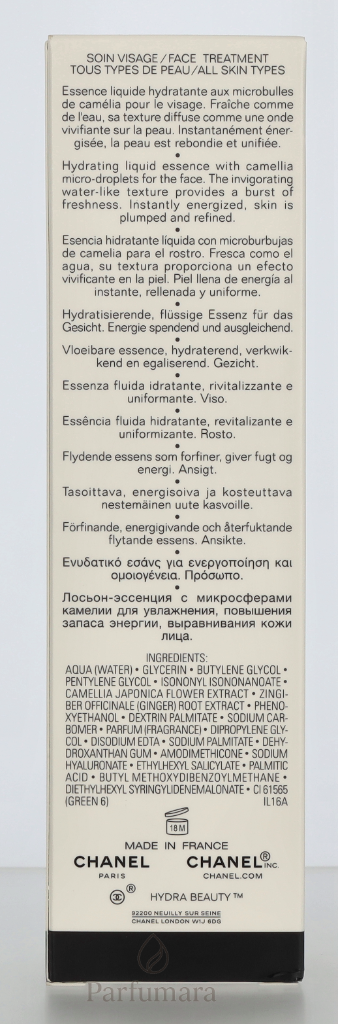 SOIN VISAGE/FACE TREATMENT
TOUS TYPES DE PEAU/ALL SKIN TYPES
Essence liquide hydratante aux microbulles
de camélia pour le visage. Fraîche comme
de l'eau, sa texture diffuse comme une onde
vivifiante sur la peau. Instantanément éner-
gisée, la peau est rebondie et unifiée.
•
Hydrating liquid essence with camellia
micro-droplets for the face. The invigorating
water-like texture provides a burst of
freshness. Instantly energized, skin is
plumped and refined.
•
Esencia hidratante líquida con microburbujas
de camelia para el rostro. Fresca como el
agua, su textura proporciona un efecto
vivificante en la piel. Piel llena de energía al
instante, rellenada y uniforme.
•
Hydratisierende, flüssige Essenz für das
Gesicht. Energie spendend und ausgleichend.
•
Vloeibare essence, hydraterend, verkwik-
kend en egaliserend. Gezicht.
•
Essenza fluida idratante, rivitalizzante e
uniformante. Viso.
•
Essência fluida hidratante, revitalizante e
uniformizante. Rosto.
•
Flydende essens som forfiner, giver fugt og
energi. Ansigt.
•
Tasoittava, energisoiva ja kosteuttava
nestemäinen uute kasvoille.
•
Förfinande, energigivande och återfuktande
flytande essens. Ansikte.
•
Ενυδατικό εσάνς για ενεργοποίηση και
ομοιογένεια. Πρόσωπο.
•
Лосьон-эссенция с микросферами
камелии для увлажнения, повышения
запаса энергии, выравнивания кожи
лица.
INGREDIENTS:
AQUA (WATER) • GLYCERIN • BUTYLENE GLYCOL •
PENTYLENE GLYCOL • ISONONYL ISONONANOATE •
CAMELLIA JAPONICA FLOWER EXTRACT • ZINGI-
BER OFFICINALE (GINGER) ROOT EXTRACT • PHENO-
XYETHANOL • DEXTRIN PALMITATE • SODIUM CAR-
BOMER • PARFUM (FRAGRANCE) • DIPROPYLENE GLY-
COL • DISODIUM EDTA • SODIUM PALMITATE • DEHY-
DROXANTHAN GUM • AMODIMETHICONE • SODIUM
HYALURONATE • ETHYLHEXYL SALICYLATE • PALMITIC
ACID • BUTYL METHOXYDIBENZOYLMETHANE •
DIETHYLHEXYL SYRINGYLIDENEMALONATE • CI 61565
(GREEN 6) IL16A
18 M
MADE IN FRANCE
CHANEL CHANEL® INC.
PARIS CHANEL.COM
® HYDRA BEAUTY™
92200 NEUILLY SUR SEINE
CHANEL LONDON W1J 6DG
Parfumara